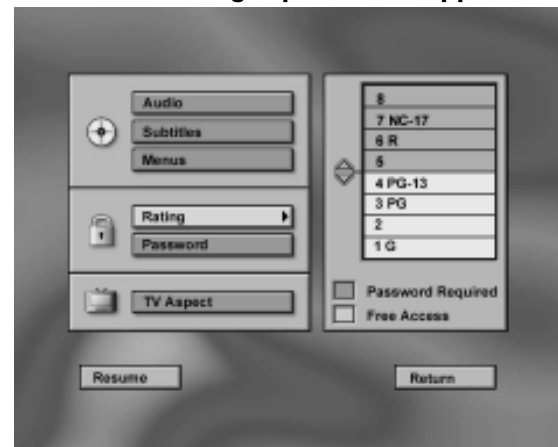 Audio
Subtitles
Menus
Rating
Password
TV Aspect
8
7 NC-17
6 R
5
4 PG-13
3 PG
2
1 G
Password Required
Free Access
Resume
Return